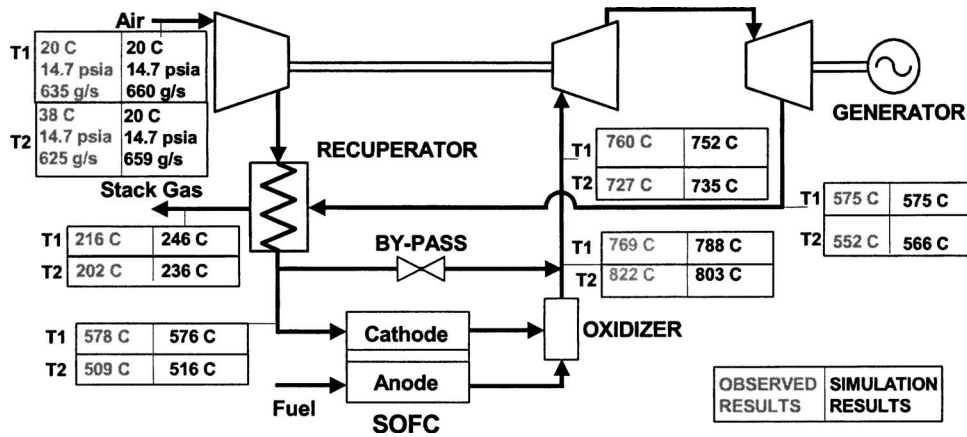 Air
T1
20 C 20 C
14.7 psia 14.7 psia
635 g/s 660 g/s
T2
38 C 20 C
14.7 psia 14.7 psia
625 g/s 659 g/s
GENERATOR
RECUPERATOR
T1 760 C 752 C
T2 727 C 735 C
Stack Gas
T1 575 C 575 C
T2 552 C 566 C
T1 216 C 246 C
T2 202 C 236 C
BY-PASS
T1 769 C 788 C
T2 822 C 803 C
OXIDIZER
T1 578 C 576 C
T2 509 C 516 C
Cathode
Anode
Fuel
SOFC
OBSERVED SIMULATION
RESULTS RESULTS